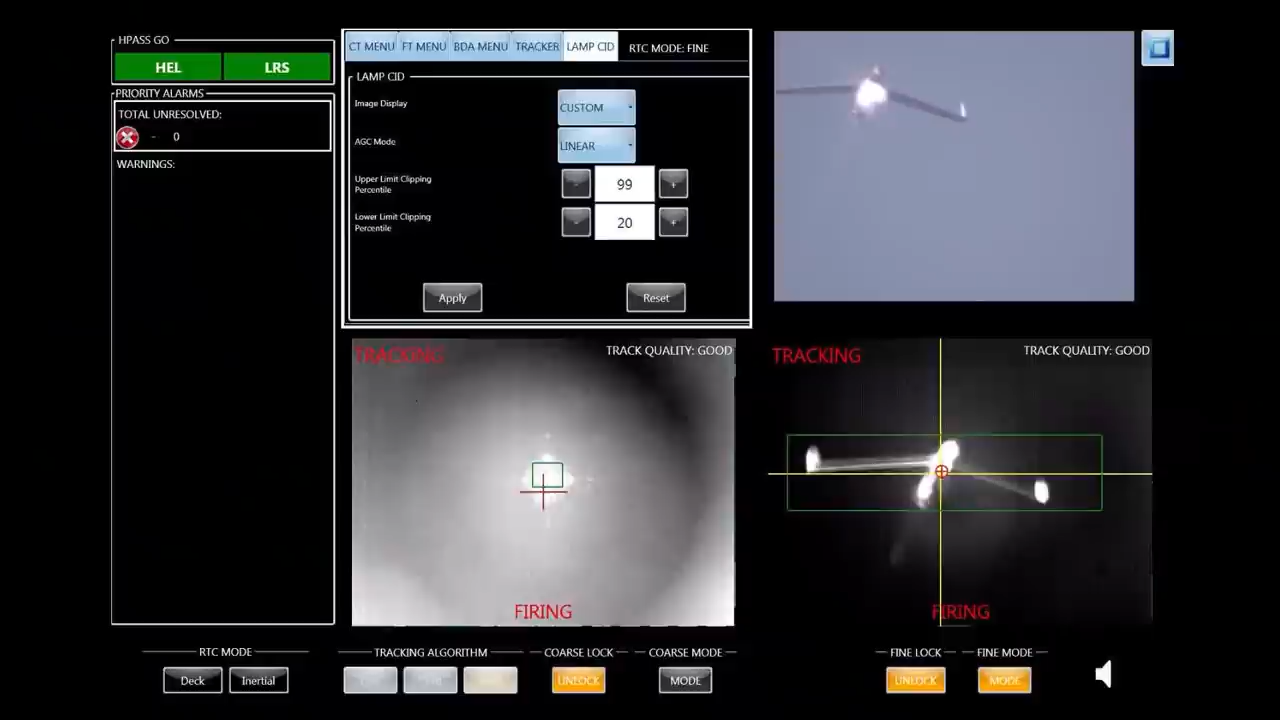 HPASS GO
HEL
LRS
PRIORITY ALARMS
TOTAL UNRESOLVED:
- 0
WARNINGS:
CT MENU
FT MENU
BDA MENU
TRACKER
LAMP CID
RTC MODE: FINE
LAMP CID
Image Display
CUSTOM
AGC Mode
LINEAR
Upper Limit Clipping
Percentile
- 99 +
Lower Limit Clipping
Percentile
- 20 +
Apply
Reset
TRACKING
TRACK QUALITY: GOOD
FIRING
TRACKING
TRACK QUALITY: GOOD
FIRING
RTC MODE
Deck
Inertial
TRACKING ALGORITHM
COARSE LOCK
UNLOCK
COARSE MODE
MODE
FINE LOCK
UNLOCK
FINE MODE
MODE